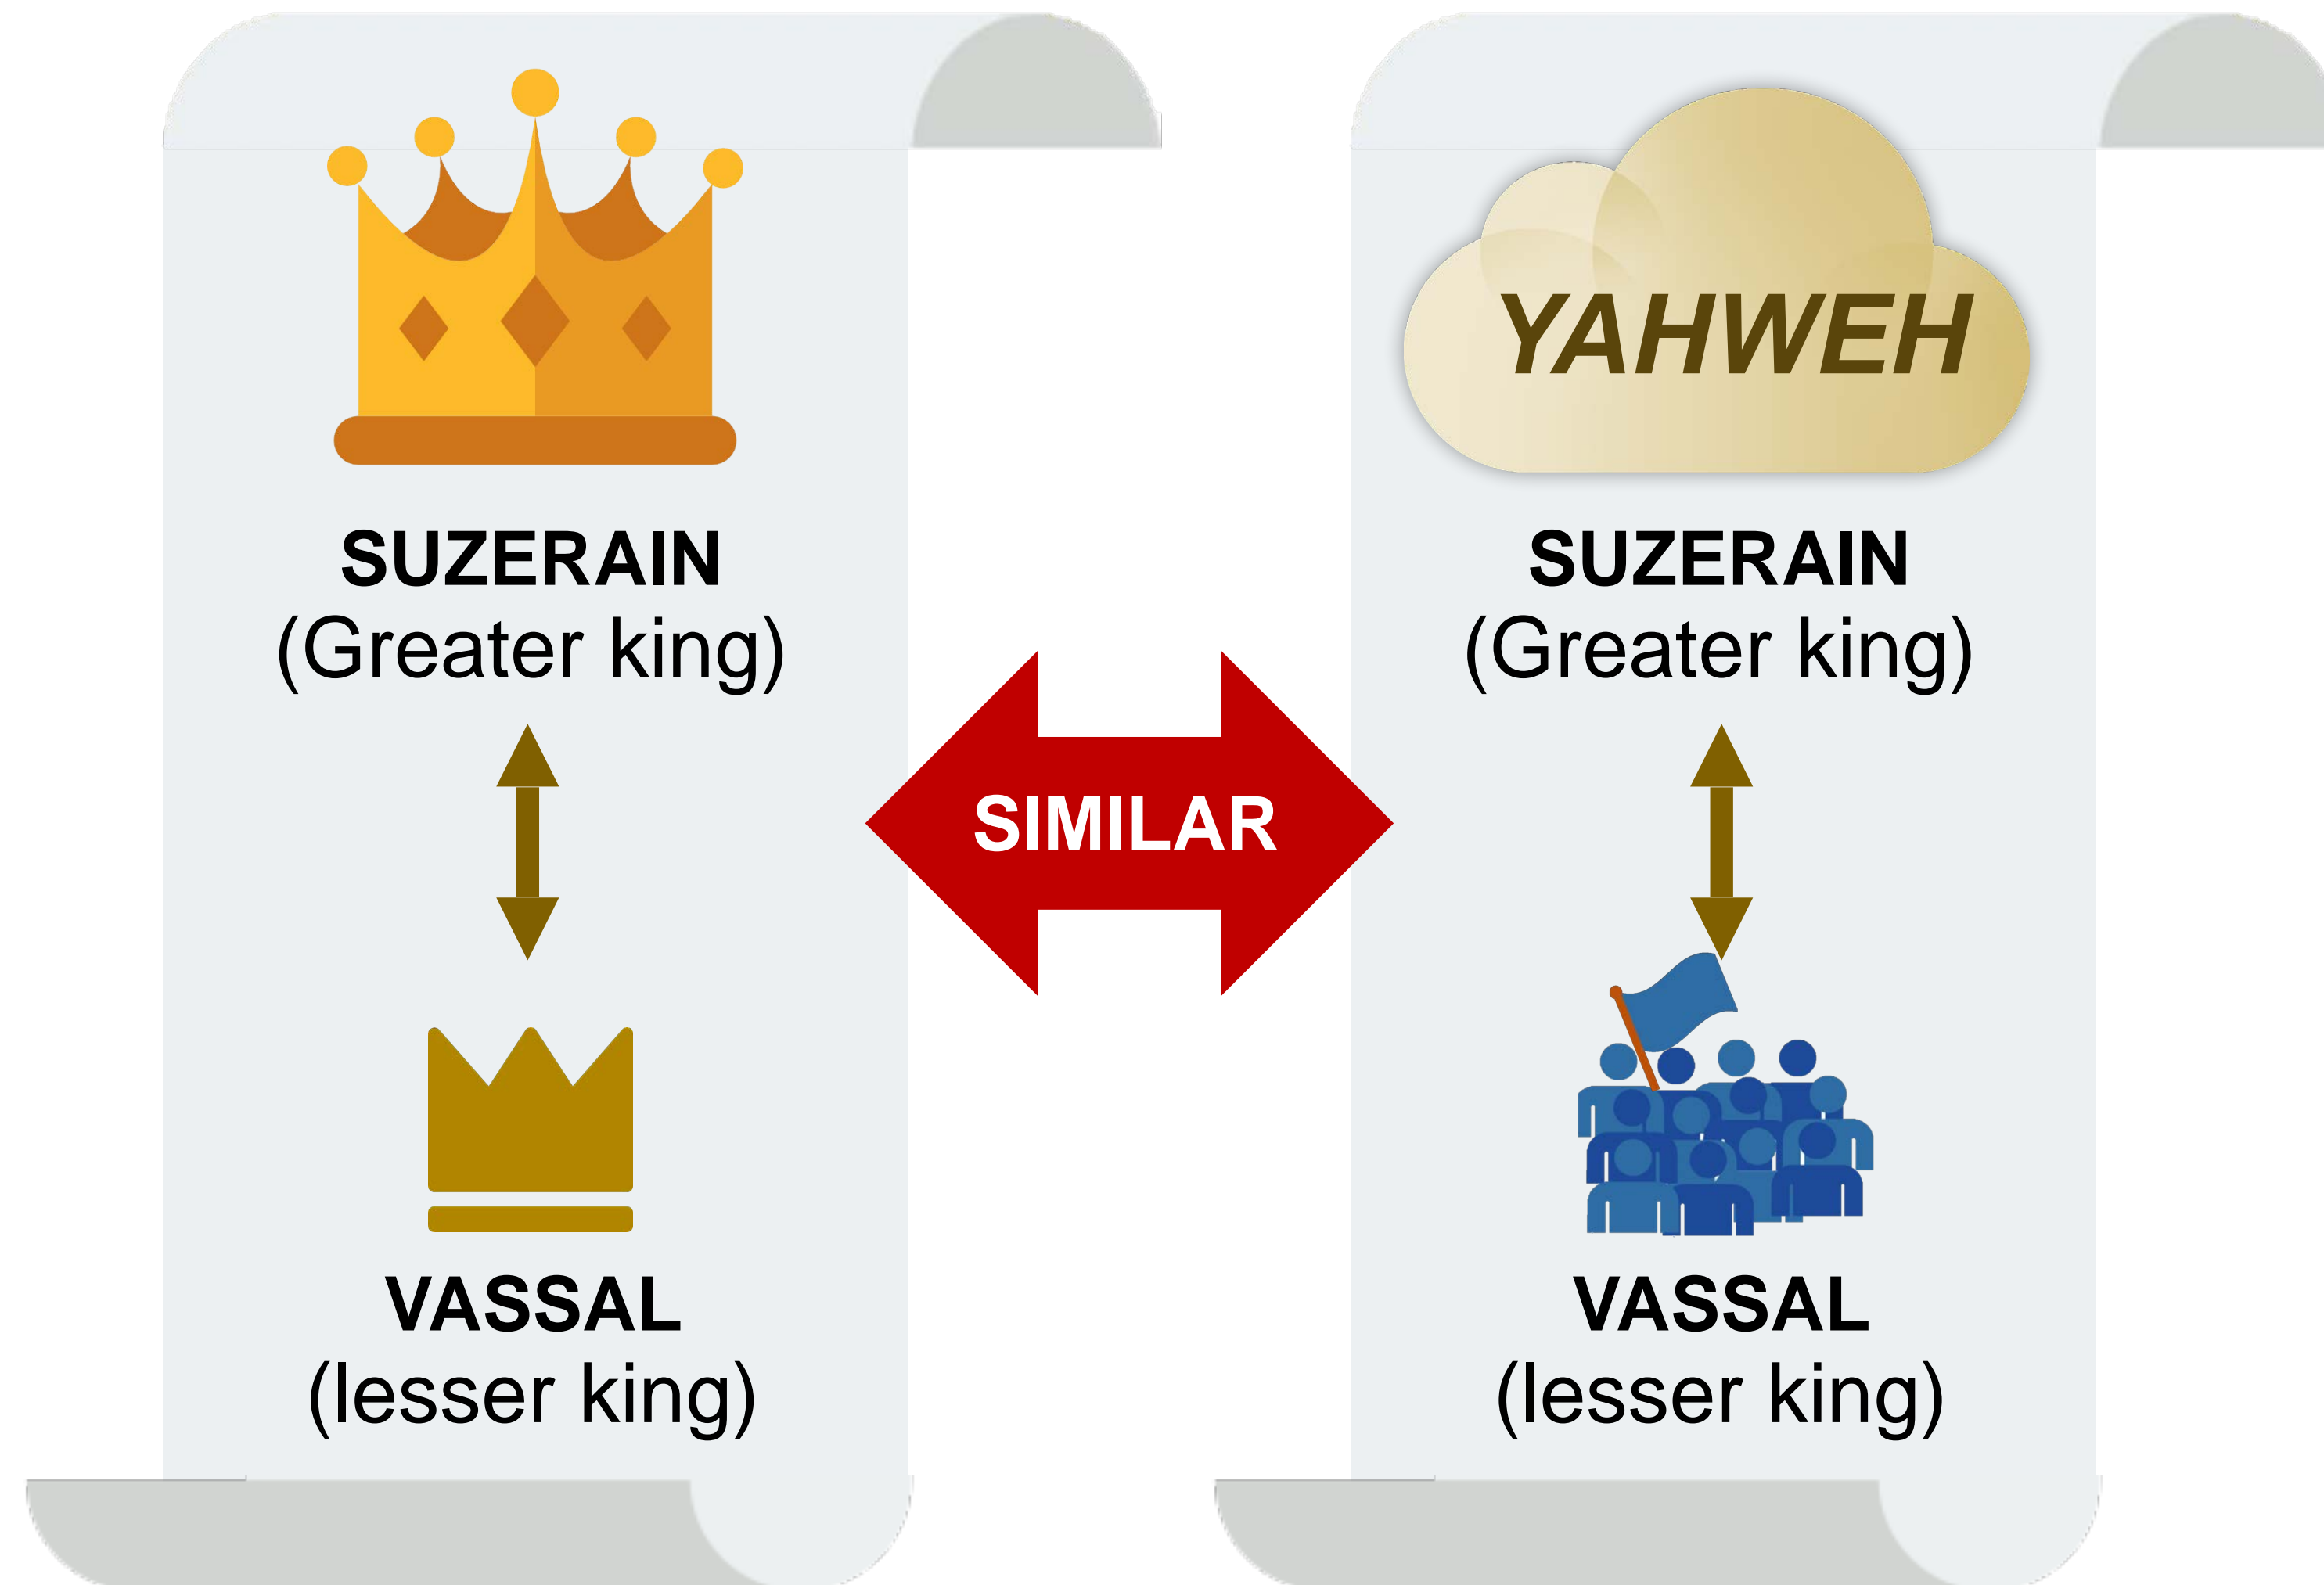 SUZERAIN
(Greater king)
VASSAL
(lesser king)
SIMILAR
YAHWEH
SUZERAIN
(Greater king)
VASSAL
(lesser king)